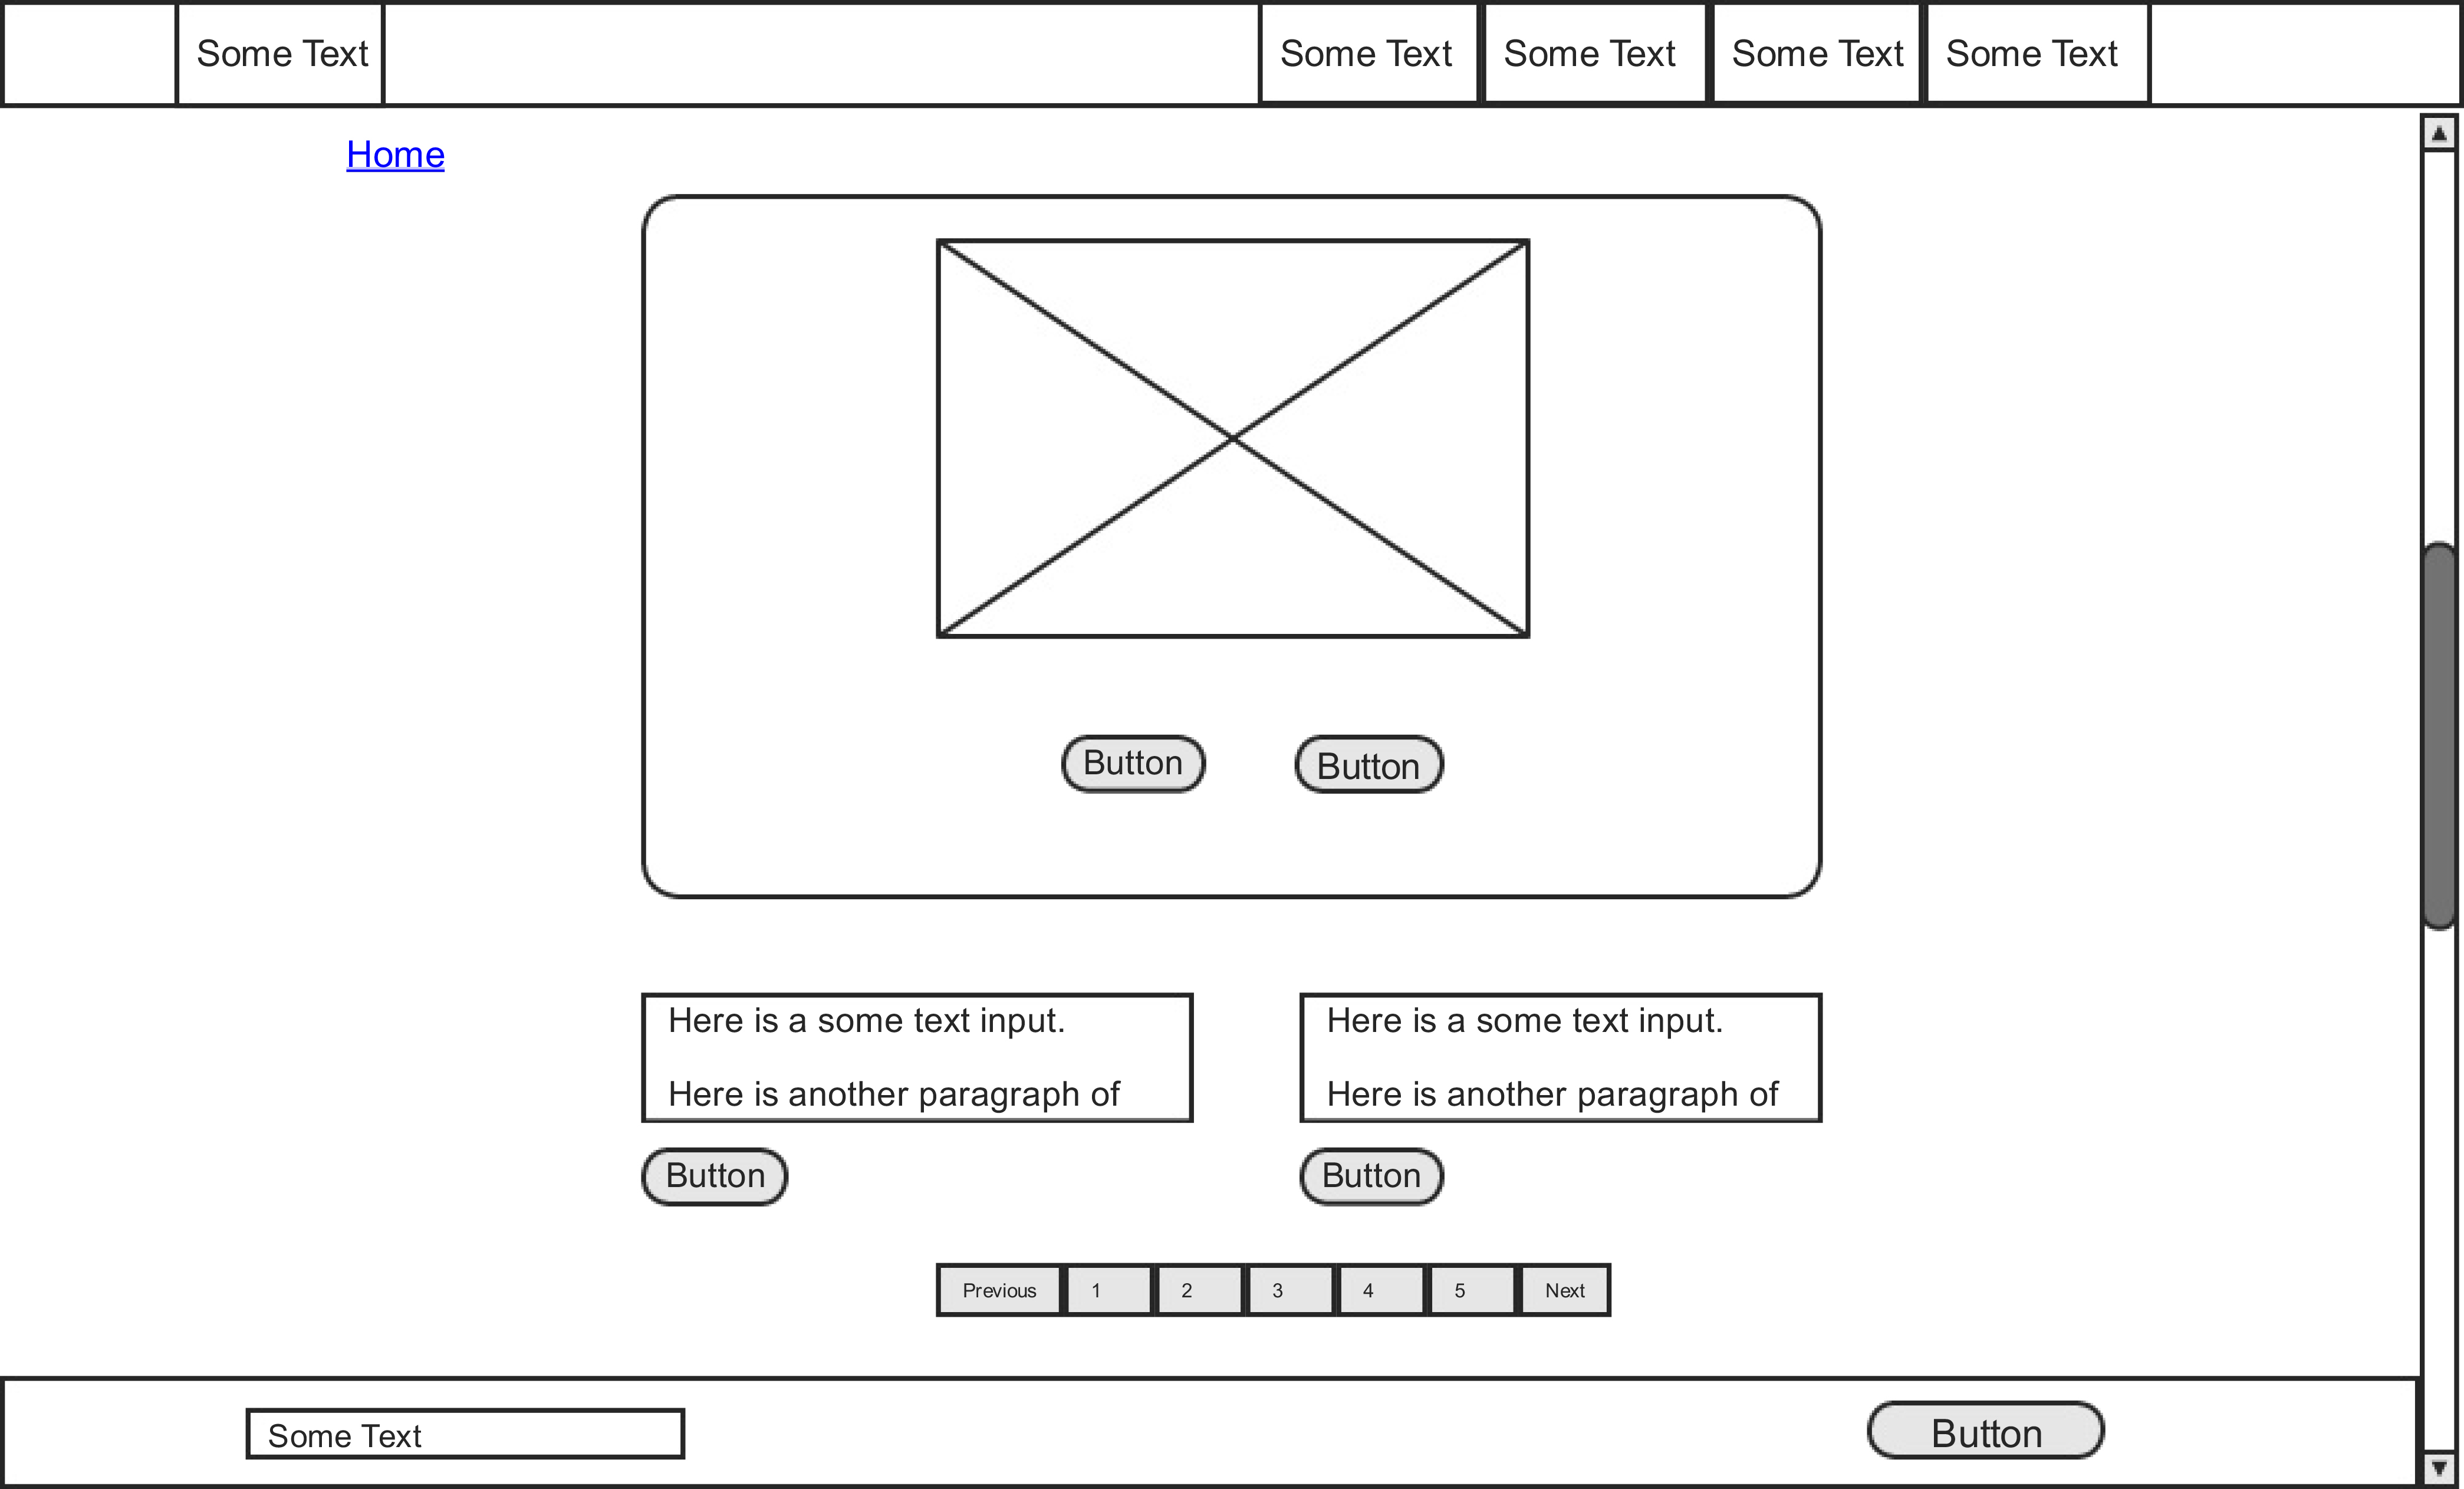 Some Text
Some Text
Some Text
Some Text
Some Text
Home
Button
Button
Here is a some text input.
Here is another paragraph of
Here is a some text input.
Here is another paragraph of
Button
Button
Previous 1 2 3 4 5 Next
Some Text
Button